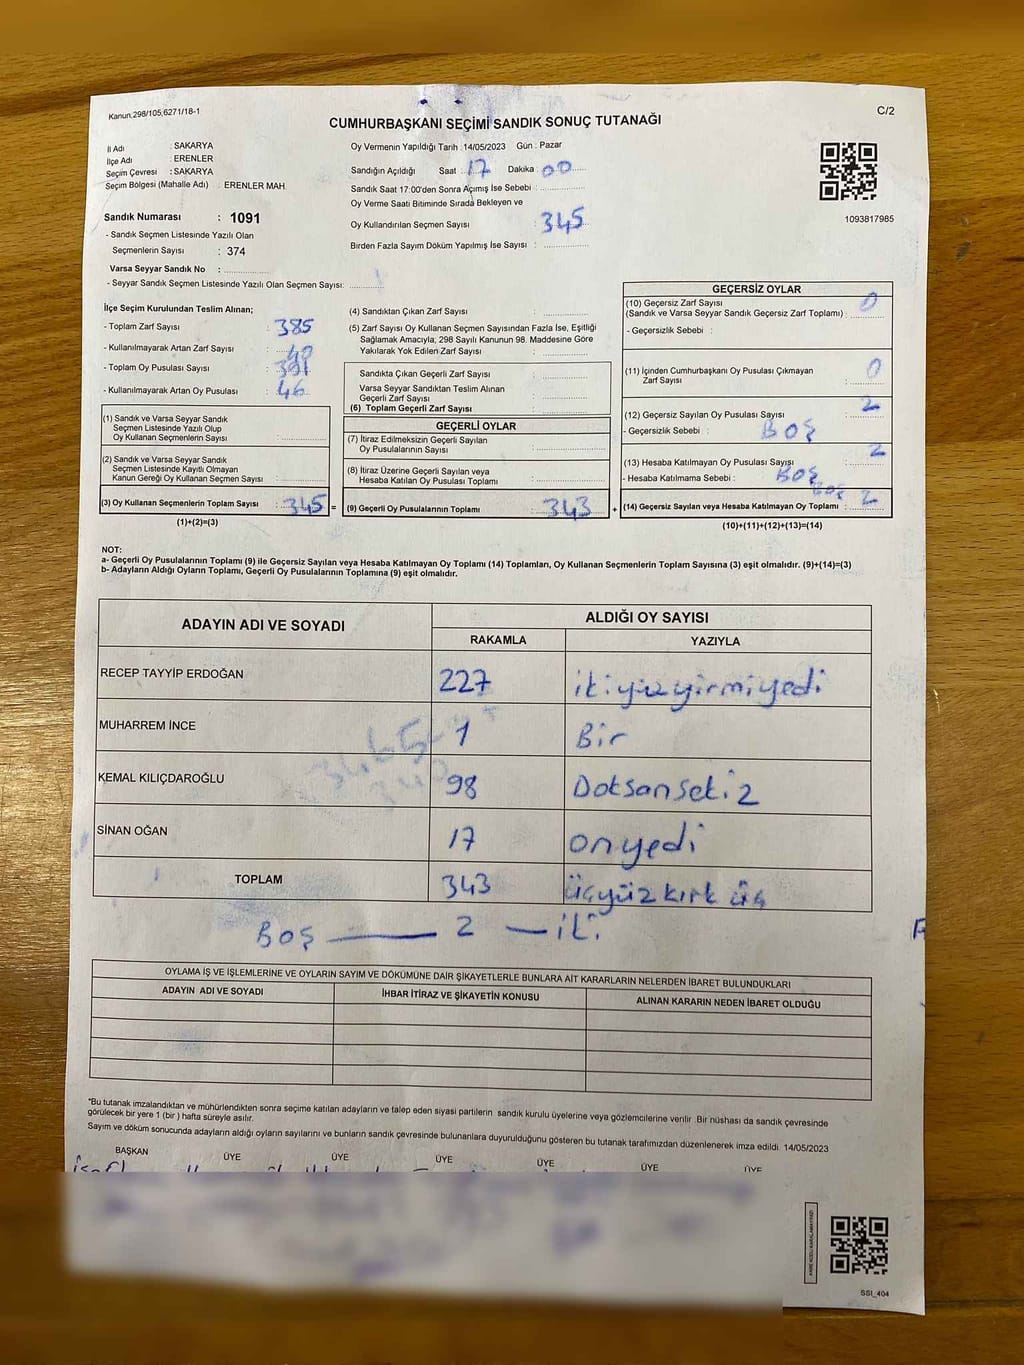 Kanun.298/105,6271/18-1
C/2
CUMHURBAŞKANI SEÇİMİ SANDIK SONUÇ TUTANAĞI
İl Adı : SAKARYA
İlçe Adı : ERENLER
Seçim Çevresi : SAKARYA
Seçim Bölgesi (Mahalle Adı) : ERENLER MAH
Sandık Numarası : 1091
- Sandık Seçmen Listesinde Yazılı Olan
Seçmenlerin Sayısı : 374
Varsa Seyyar Sandık No :
- Seyyar Sandık Seçmen Listesinde Yazılı Olan Seçmen Sayısı:
Oy Vermenin Yapıldığı Tarih :14/05/2023 Gün : Pazar
Sandığın Açıldığı Saat 17 Dakika 00
Sandık Saat 17:00'den Sonra Açımış İse Sebebi :
Oy Verme Saati Bitiminde Sırada Bekleyen ve
Oy Kullandırılan Seçmen Sayısı : 345
Birden Fazla Sayım Döküm Yapılmış İse Sayısı :
1093817985
İlçe Seçim Kurulundan Teslim Alınan;
- Toplam Zarf Sayısı : 385
- Kullanılmayarak Artan Zarf Sayısı : 40
- Toplam Oy Pusulası Sayısı : 391
- Kullanılmayarak Artan Oy Pusulası : 46
(1) Sandık ve Varsa Seyyar Sandık
Seçmen Listesinde Yazılı Olup
Oy Kullanan Seçmenlerin Sayısı :
(2) Sandık ve Varsa Seyyar Sandık
Seçmen Listesinde Kayıtlı Olmayan
Kanun Gereği Oy Kullanan Seçmen Sayısı :
(3) Oy Kullanan Seçmenlerin Toplam Sayısı : 345 =
(1)+(2)=(3)
(4) Sandıktan Çıkan Zarf Sayısı :
(5) Zarf Sayısı Oy Kullanan Seçmen Sayısından Fazla İse, Eşitliği
Sağlamak Amacıyla, 298 Sayılı Kanunun 98. Maddesine Göre
Yakılarak Yok Edilen Zarf Sayısı :
Sandıkta Çıkan Geçerli Zarf Sayısı :
Varsa Seyyar Sandıktan Teslim Alınan
Geçerli Zarf Sayısı :
(6) Toplam Geçerli Zarf Sayısı :
GEÇERLİ OYLAR
(7) İtiraz Edilmeksizin Geçerli Sayılan
Oy Pusulalarının Sayısı :
(8) İtiraz Üzerine Geçerli Sayılan veya
Hesaba Katılan Oy Pusulası Toplamı :
(9) Geçerli Oy Pusulalarının Toplamı : 343 +
GEÇERSİZ OYLAR
(10) Geçersiz Zarf Sayısı 0
(Sandık ve Varsa Seyyar Sandık Geçersiz Zarf Toplamı) :
- Geçersizlik Sebebi :
(11) İçinden Cumhurbaşkanı Oy Pusulası Çıkmayan 0
Zarf Sayısı :
(12) Geçersiz Sayılan Oy Pusulası Sayısı : 2
- Geçersizlik Sebebi : BOŞ
(13) Hesaba Katılmayan Oy Pusulası Sayısı : 2
- Hesaba Katılmama Sebebi : BOŞ
BOŞ
(14) Geçersiz Sayılan veya Hesaba Katılmayan Oy Toplamı : 2
(10)+(11)+(12)+(13)=(14)
NOT:
a- Geçerli Oy Pusulalarının Toplamı (9) ile Geçersiz Sayılan veya Hesaba Katılmayan Oy Toplamı (14) Toplamları, Oy Kullanan Seçmenlerin Toplam Sayısına (3) eşit olmalıdır. (9)+(14)=(3)
b- Adayların Aldığı Oyların Toplamı, Geçerli Oy Pusulalarının Toplamına (9) eşit olmalıdır.
ADAYIN ADI VE SOYADI
ALDIĞI OY SAYISI
RAKAMLA YAZIYLA
RECEP TAYYİP ERDOĞAN 227 ikiyüzyirmiyedi
MUHARREM İNCE 1 Bir
KEMAL KILIÇDAROĞLU 98 Doksansekiz
SİNAN OĞAN 17 onyedi
TOPLAM 343 üçyüz kırk üç
BOŞ — 2 — iki
OYLAMA İŞ VE İŞLEMLERİNE VE OYLARIN SAYIM VE DÖKÜMÜNE DAİR ŞİKAYETLERLE BUNLARA AİT KARARLARIN NELERDEN İBARET BULUNDUKLARI
ADAYIN ADI VE SOYADI İHBAR İTİRAZ VE ŞİKAYETİN KONUSU ALINAN KARARIN NEDEN İBARET OLDUĞU
*Bu tutanak imzalandıktan ve mühürlendikten sonra seçime katılan adayların ve talep eden siyasi partilerin sandık kurulu üyelerine veya gözlemcilerine verilir .Bir nüshası da sandık çevresinde
görülecek bir yere 1 (bir ) hafta süreyle asılır.
Sayım ve döküm sonucunda adayların aldığı oyların sayılarını ve bunların sandık çevresinde bulunanlara duyurulduğunu gösteren bu tutanak tarafımızdan düzenlenerek imza edildi. 14/05/2023
BAŞKAN ÜYE ÜYE ÜYE ÜYE ÜYE ÜYE
SSI_404